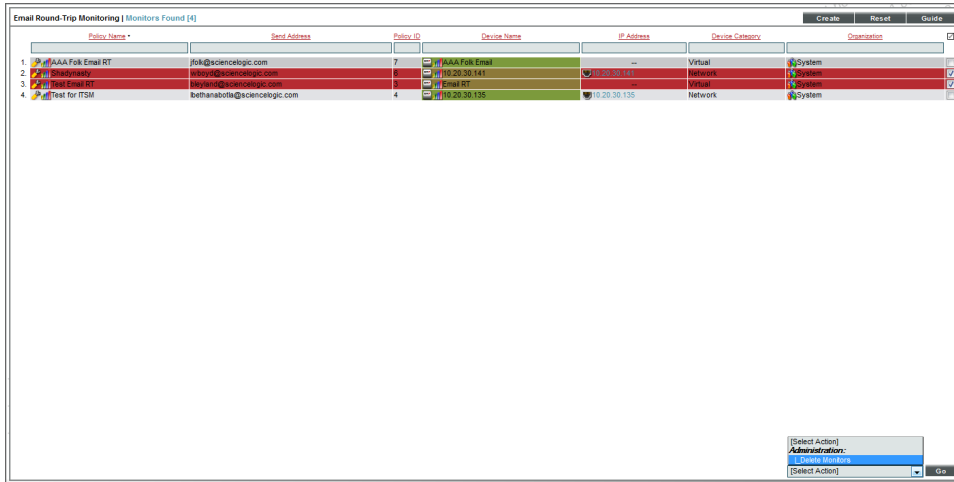 Email Round-Trip Monitoring | Monitors Found [4] Create Reset Guide
Policy Name • Send Address Policy ID Device Name IP Address Device Category Organization
1. AAA Folk Email RT jfolk@sciencelogic.com 7 AAA Folk Email -- Virtual System
2. Shadynasty wboyd@sciencelogic.com 6 10.20.30.141 10.20.30.141 Network System
3. Test Email RT bleyland@sciencelogic.com 3 Email RT -- Virtual System
4. Test for ITSM lbethanabotla@sciencelogic.com 4 10.20.30.135 10.20.30.135 Network System
[Select Action]
Administration:
Delete Monitors
[Select Action] Go